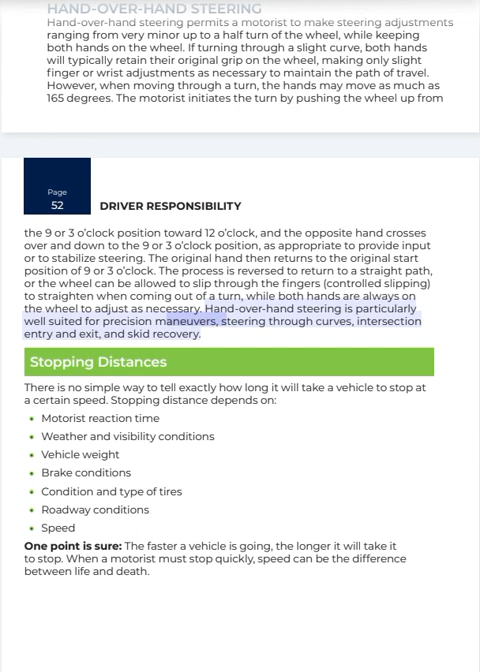 HAND-OVER-HAND STEERING
Hand-over-hand steering permits a motorist to make steering adjustments
ranging from very minor up to a half turn of the wheel, while keeping
both hands on the wheel. If turning through a slight curve, both hands
will typically retain their original grip on the wheel, making only slight
finger or wrist adjustments as necessary to maintain the path of travel.
However, when moving through a turn, the hands may move as much as
165 degrees. The motorist initiates the turn by pushing the wheel up from
Page
52
DRIVER RESPONSIBILITY
the 9 or 3 o’clock position toward 12 o’clock, and the opposite hand crosses
over and down to the 9 or 3 o’clock position, as appropriate to provide input
or to stabilize steering. The original hand then returns to the original start
position of 9 or 3 o’clock. The process is reversed to return to a straight path,
or the wheel can be allowed to slip through the fingers (controlled slipping)
to straighten when coming out of a turn, while both hands are always on
the wheel to adjust as necessary. Hand-over-hand steering is particularly
well suited for precision maneuvers, steering through curves, intersection
entry and exit, and skid recovery.
Stopping Distances
There is no simple way to tell exactly how long it will take a vehicle to stop at
a certain speed. Stopping distance depends on:
• Motorist reaction time
• Weather and visibility conditions
• Vehicle weight
• Brake conditions
• Condition and type of tires
• Roadway conditions
• Speed
One point is sure: The faster a vehicle is going, the longer it will take it
to stop. When a motorist must stop quickly, speed can be the difference
between life and death.